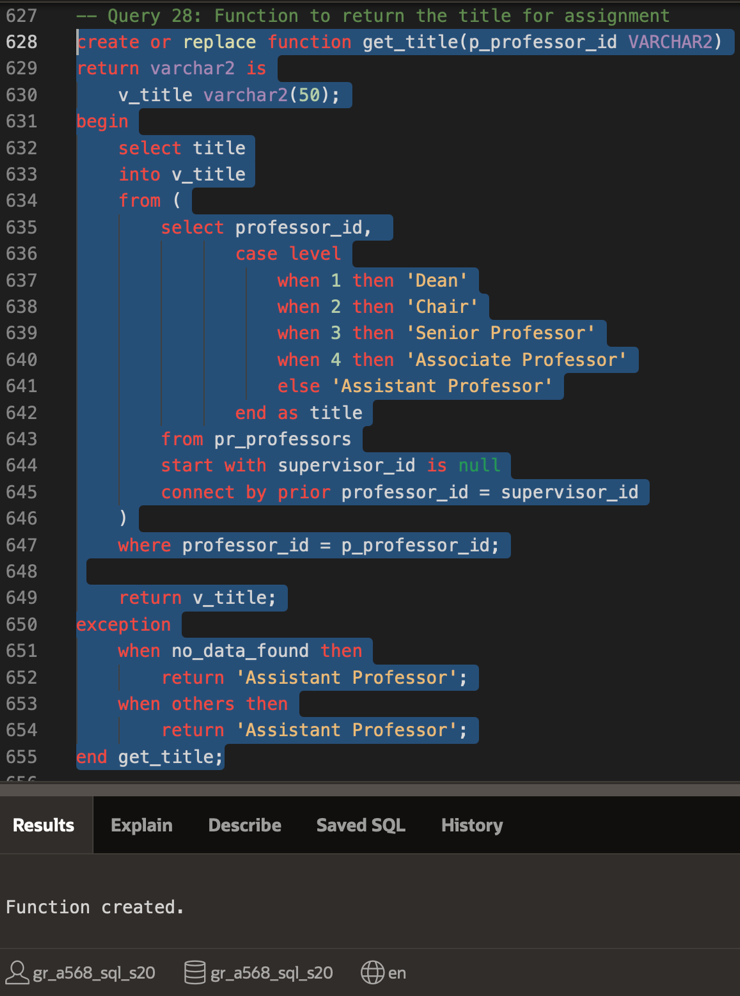 627 -- Query 28: Function to return the title for assignment
628 create or replace function get_title(p_professor_id VARCHAR2)
629 return varchar2 is
630     v_title varchar2(50);
631 begin
632     select title
633     into v_title
634     from (
635         select professor_id,
636                case level
637                    when 1 then 'Dean'
638                    when 2 then 'Chair'
639                    when 3 then 'Senior Professor'
640                    when 4 then 'Associate Professor'
641                    else 'Assistant Professor'
642                end as title
643         from pr_professors
644         start with supervisor_id is null
645         connect by prior professor_id = supervisor_id
646     )
647     where professor_id = p_professor_id;
648
649     return v_title;
650 exception
651     when no_data_found then
652         return 'Assistant Professor';
653     when others then
654         return 'Assistant Professor';
655 end get_title;
Results Explain Describe Saved SQL History
Function created.
gr_a568_sql_s20 gr_a568_sql_s20 en